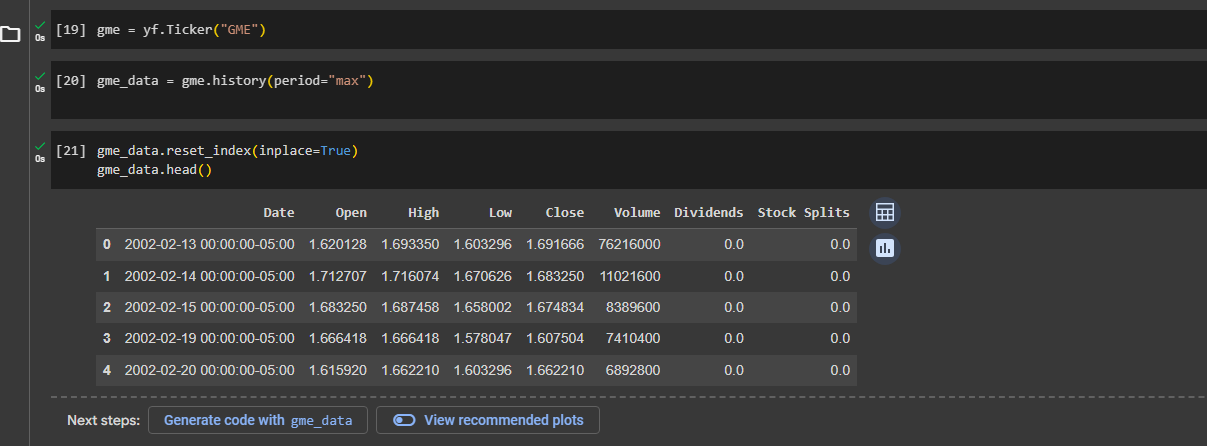 [19] gme = yf.Ticker("GME")
0s
[20] gme_data = gme.history(period="max")
0s
[21] gme_data.reset_index(inplace=True)
0s
gme_data.head()
Date Open High Low Close Volume Dividends Stock Splits
0 2002-02-13 00:00:00-05:00 1.620128 1.693350 1.603296 1.691666 76216000 0.0 0.0
1 2002-02-14 00:00:00-05:00 1.712707 1.716074 1.670626 1.683250 11021600 0.0 0.0
2 2002-02-15 00:00:00-05:00 1.683250 1.687458 1.658002 1.674834 8389600 0.0 0.0
3 2002-02-19 00:00:00-05:00 1.666418 1.666418 1.578047 1.607504 7410400 0.0 0.0
4 2002-02-20 00:00:00-05:00 1.615920 1.662210 1.603296 1.662210 6892800 0.0 0.0
Next steps: Generate code with gme_data View recommended plots